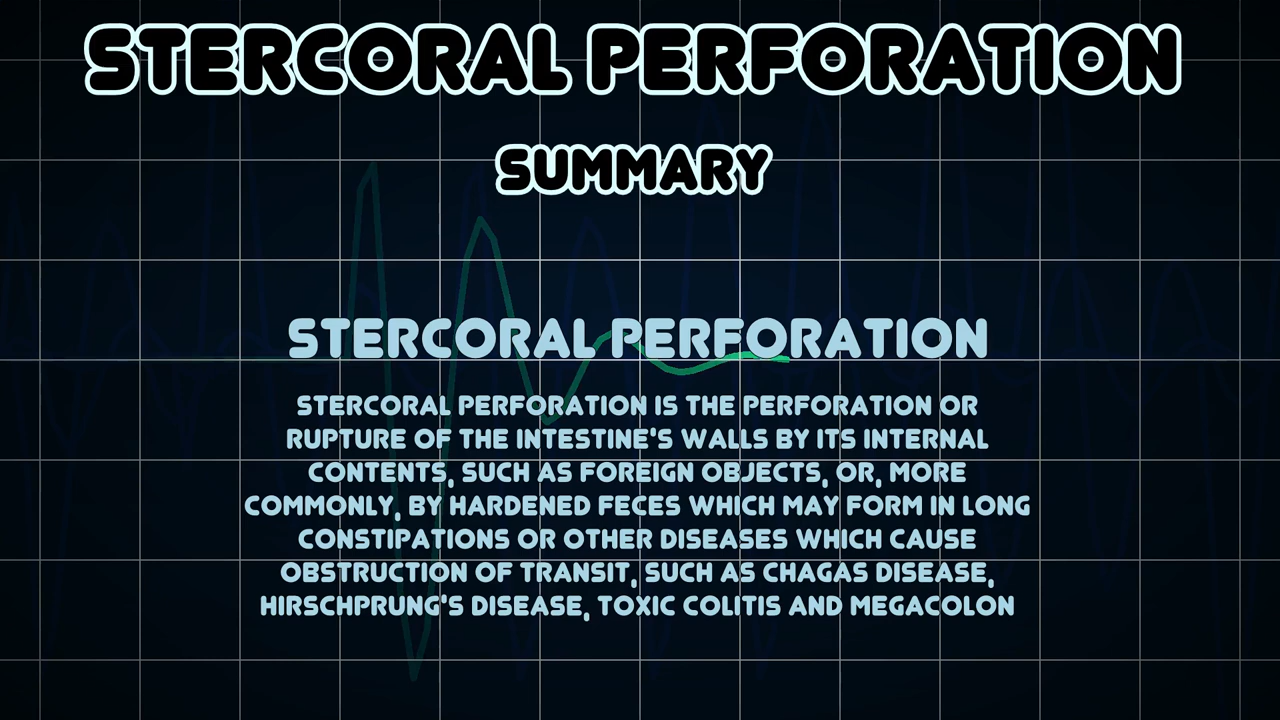 STERCORAL PERFORATION
SUMMARY
STERCORAL PERFORATION
STERCORAL PERFORATION IS THE PERFORATION OR
RUPTURE OF THE INTESTINE'S WALLS BY ITS INTERNAL
CONTENTS, SUCH AS FOREIGN OBJECTS, OR, MORE
COMMONLY, BY HARDENED FECES WHICH MAY FORM IN LONG
CONSTIPATIONS OR OTHER DISEASES WHICH CAUSE
OBSTRUCTION OF TRANSIT, SUCH AS CHAGAS DISEASE,
HIRSCHPRUNG'S DISEASE, TOXIC COLITIS AND MEGACOLON